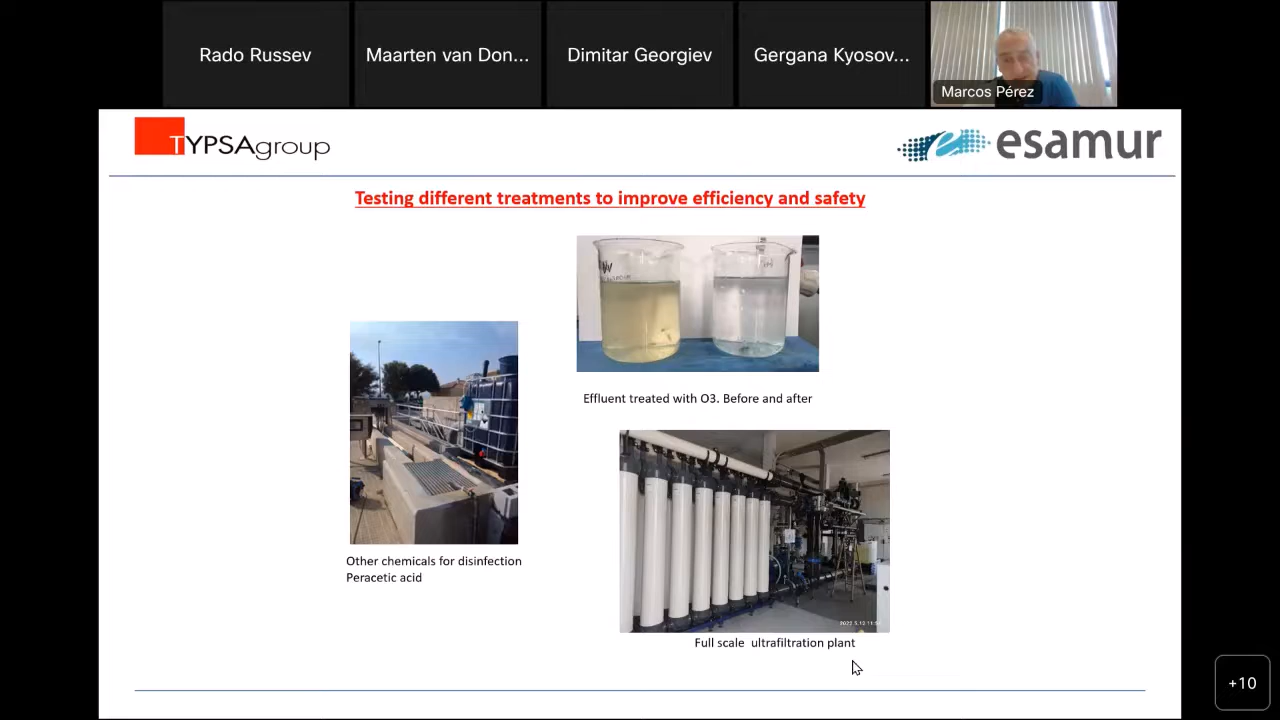 Rado Russev
Maarten van Don...
Dimitar Georgiev
Gergana Kyosov...
Marcos Pérez
TYPSAgroup
esamur
Testing different treatments to improve efficiency and safety
Effluent treated with O3. Before and after
Other chemicals for disinfection
Peracetic acid
Full scale ultrafiltration plant
+10